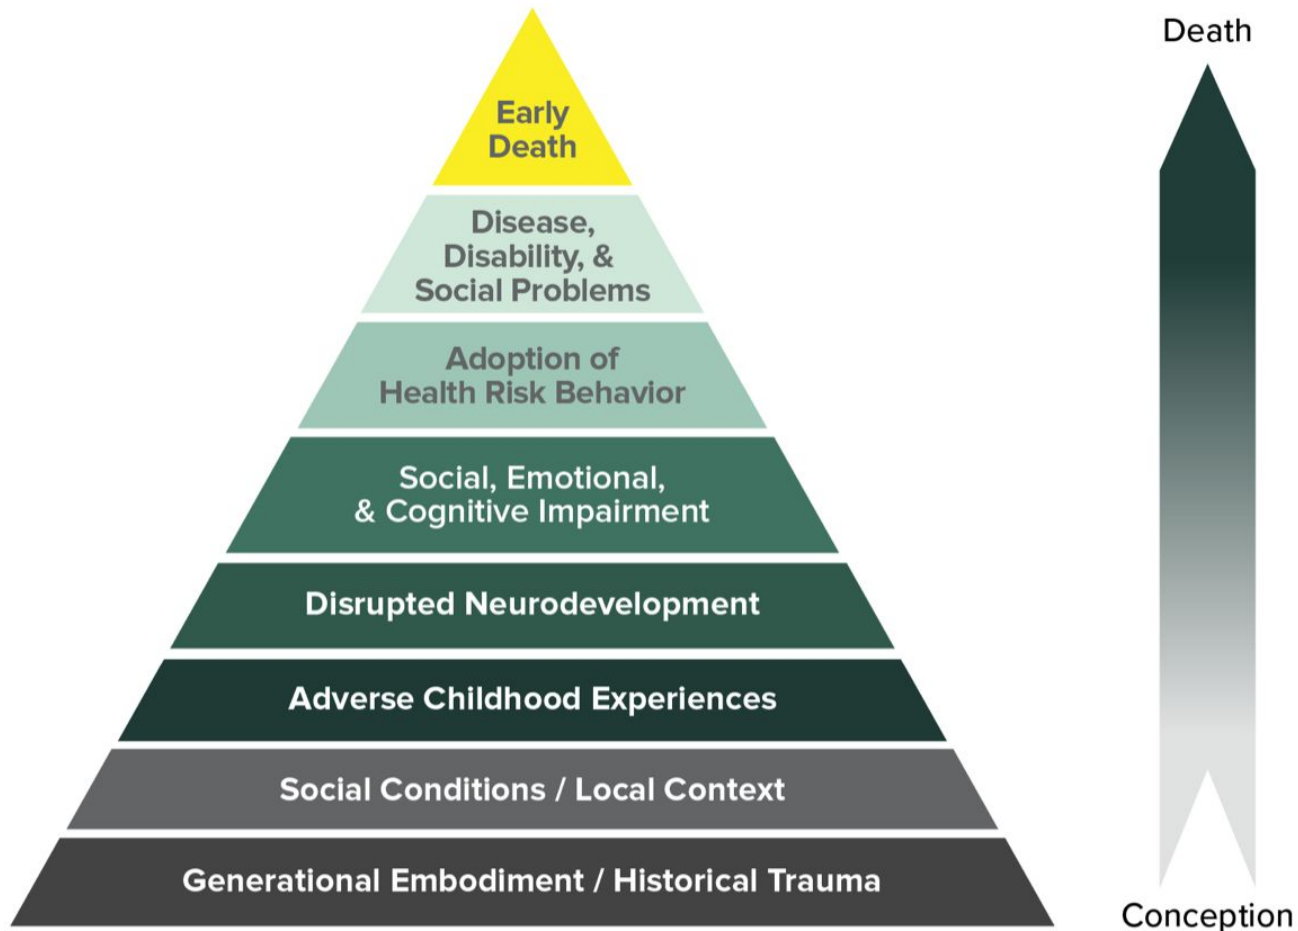 Death
Early
Death
Disease,
Disability, &
Social Problems
Adoption of
Health Risk Behavior
Social, Emotional,
& Cognitive Impairment
Disrupted Neurodevelopment
Adverse Childhood Experiences
Social Conditions / Local Context
Generational Embodiment / Historical Trauma
Conception